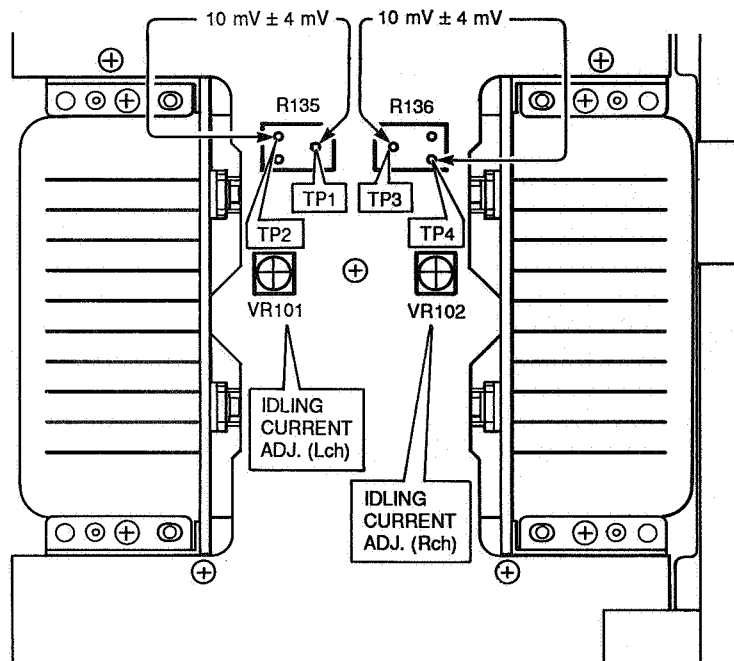 10 mV ± 4 mV
10 mV ± 4 mV
R135
R136
TP1
TP3
TP2
TP4
VR101
VR102
IDLING
CURRENT
ADJ. (Lch)
IDLING
CURRENT
ADJ. (Rch)